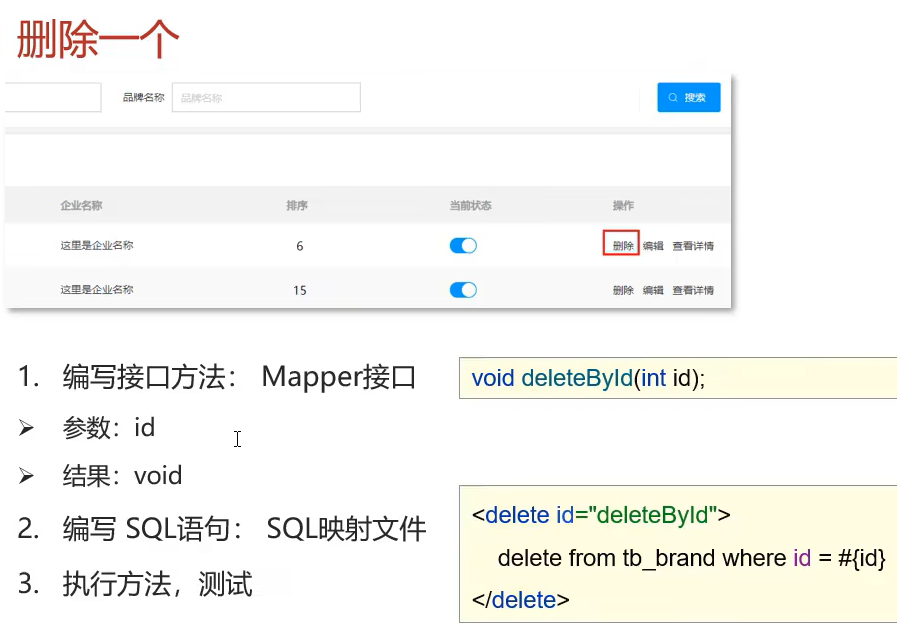 删除一个
品牌名称 品牌名称 搜索
企业名称 排序 当前状态 操作
这里是企业名称 6 删除 编辑 查看详情
这里是企业名称 15 删除 编辑 查看详情
1. 编写接口方法： Mapper接口
➢ 参数：id
➢ 结果：void
2. 编写 SQL语句： SQL映射文件
3. 执行方法，测试
void deleteById(int id);
<delete id="deleteById">
delete from tb_brand where id = #{id}
</delete>